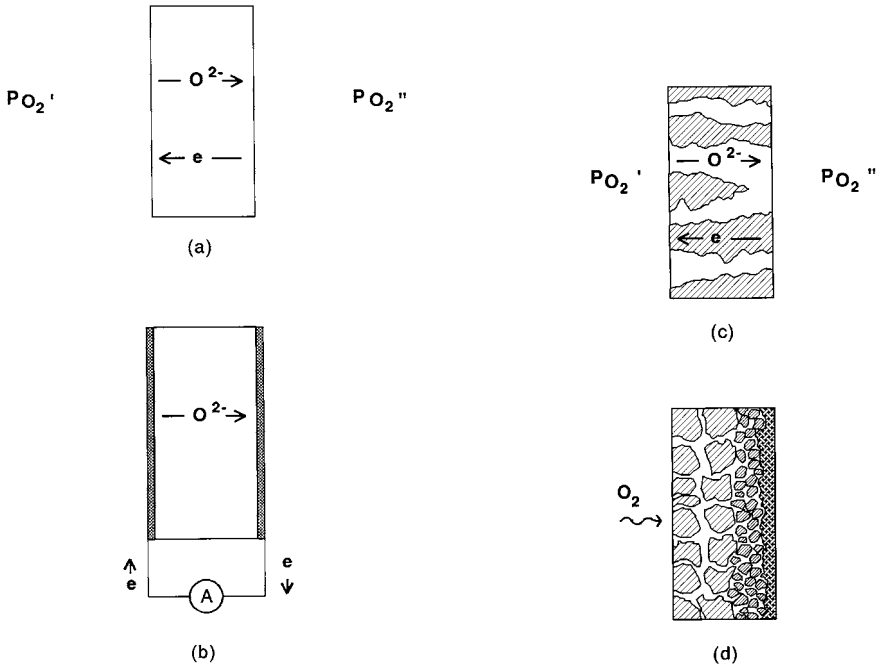 O²⁻
PO₂'
PO₂''
e
(a)
O²⁻
PO₂'
PO₂''
e
(c)
O²⁻
e
e
A
(b)
O₂
(d)